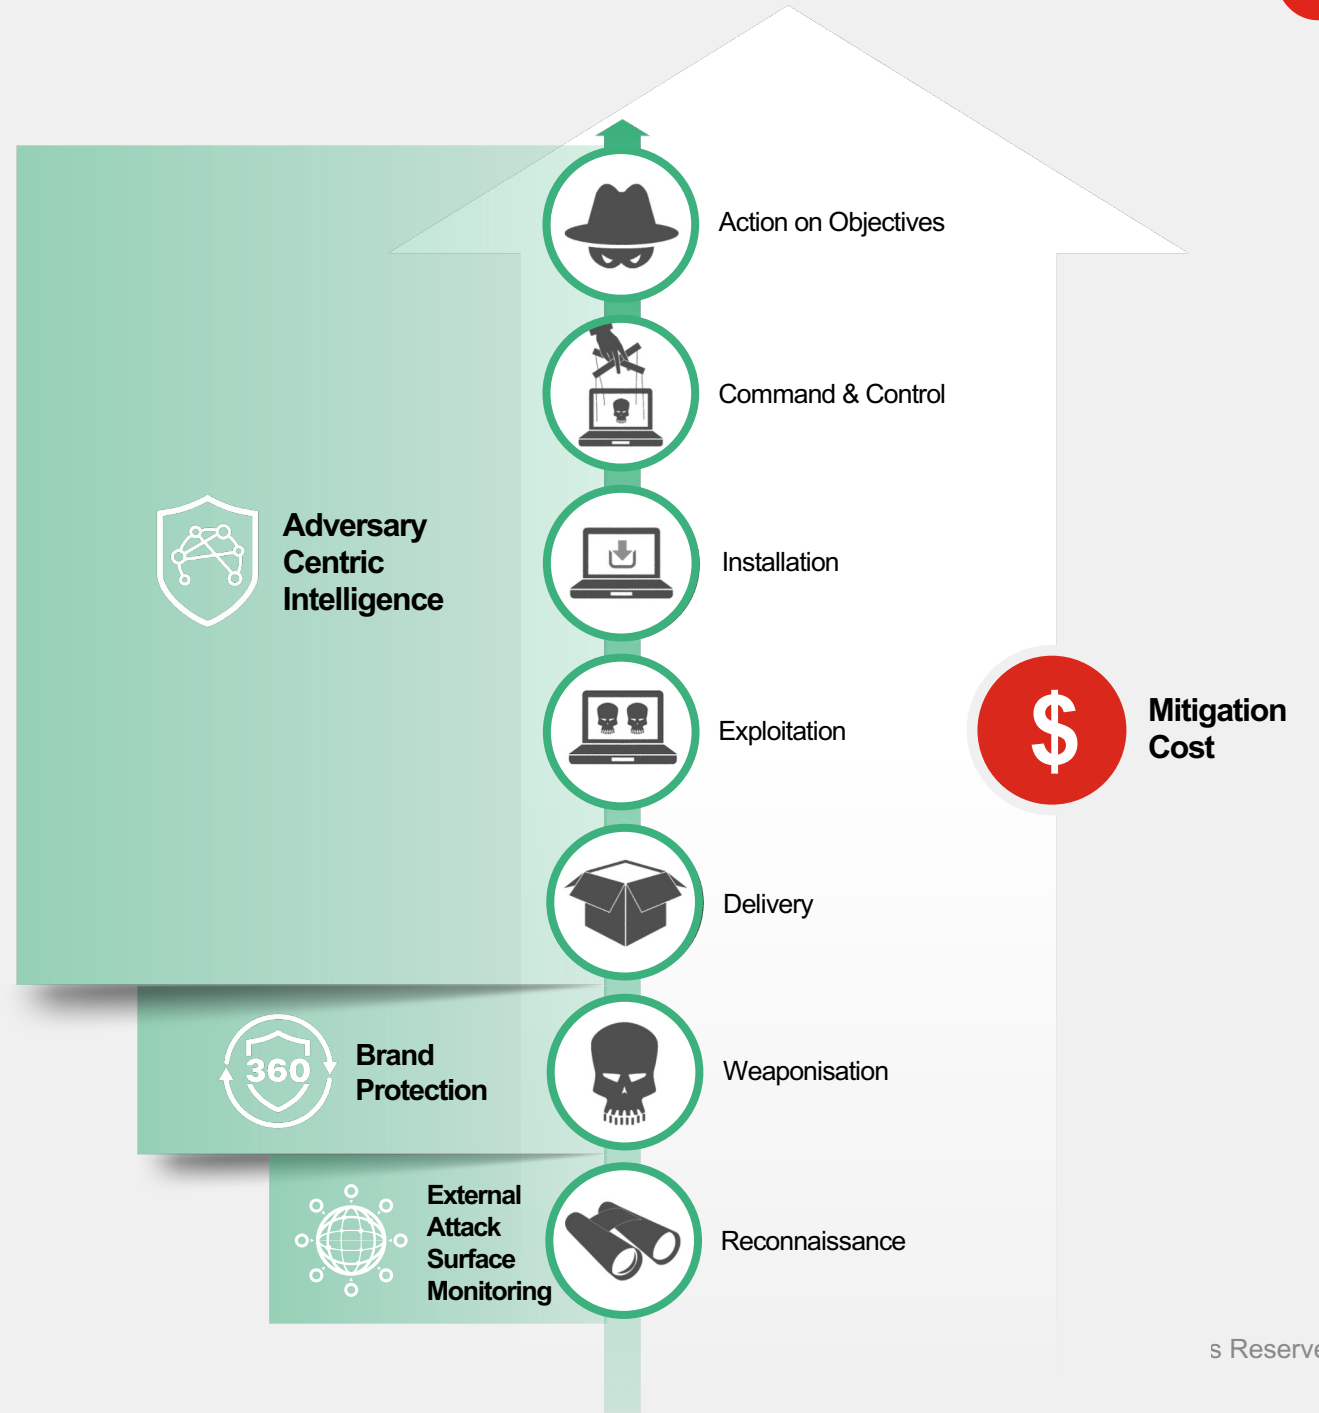 Action on Objectives
Command & Control
Adversary
Centric
Intelligence
Installation
Exploitation
$
Mitigation
Cost
Delivery
360
Brand
Protection
Weaponisation
External
Attack
Surface
Monitoring
Reconnaissance
s Reserve